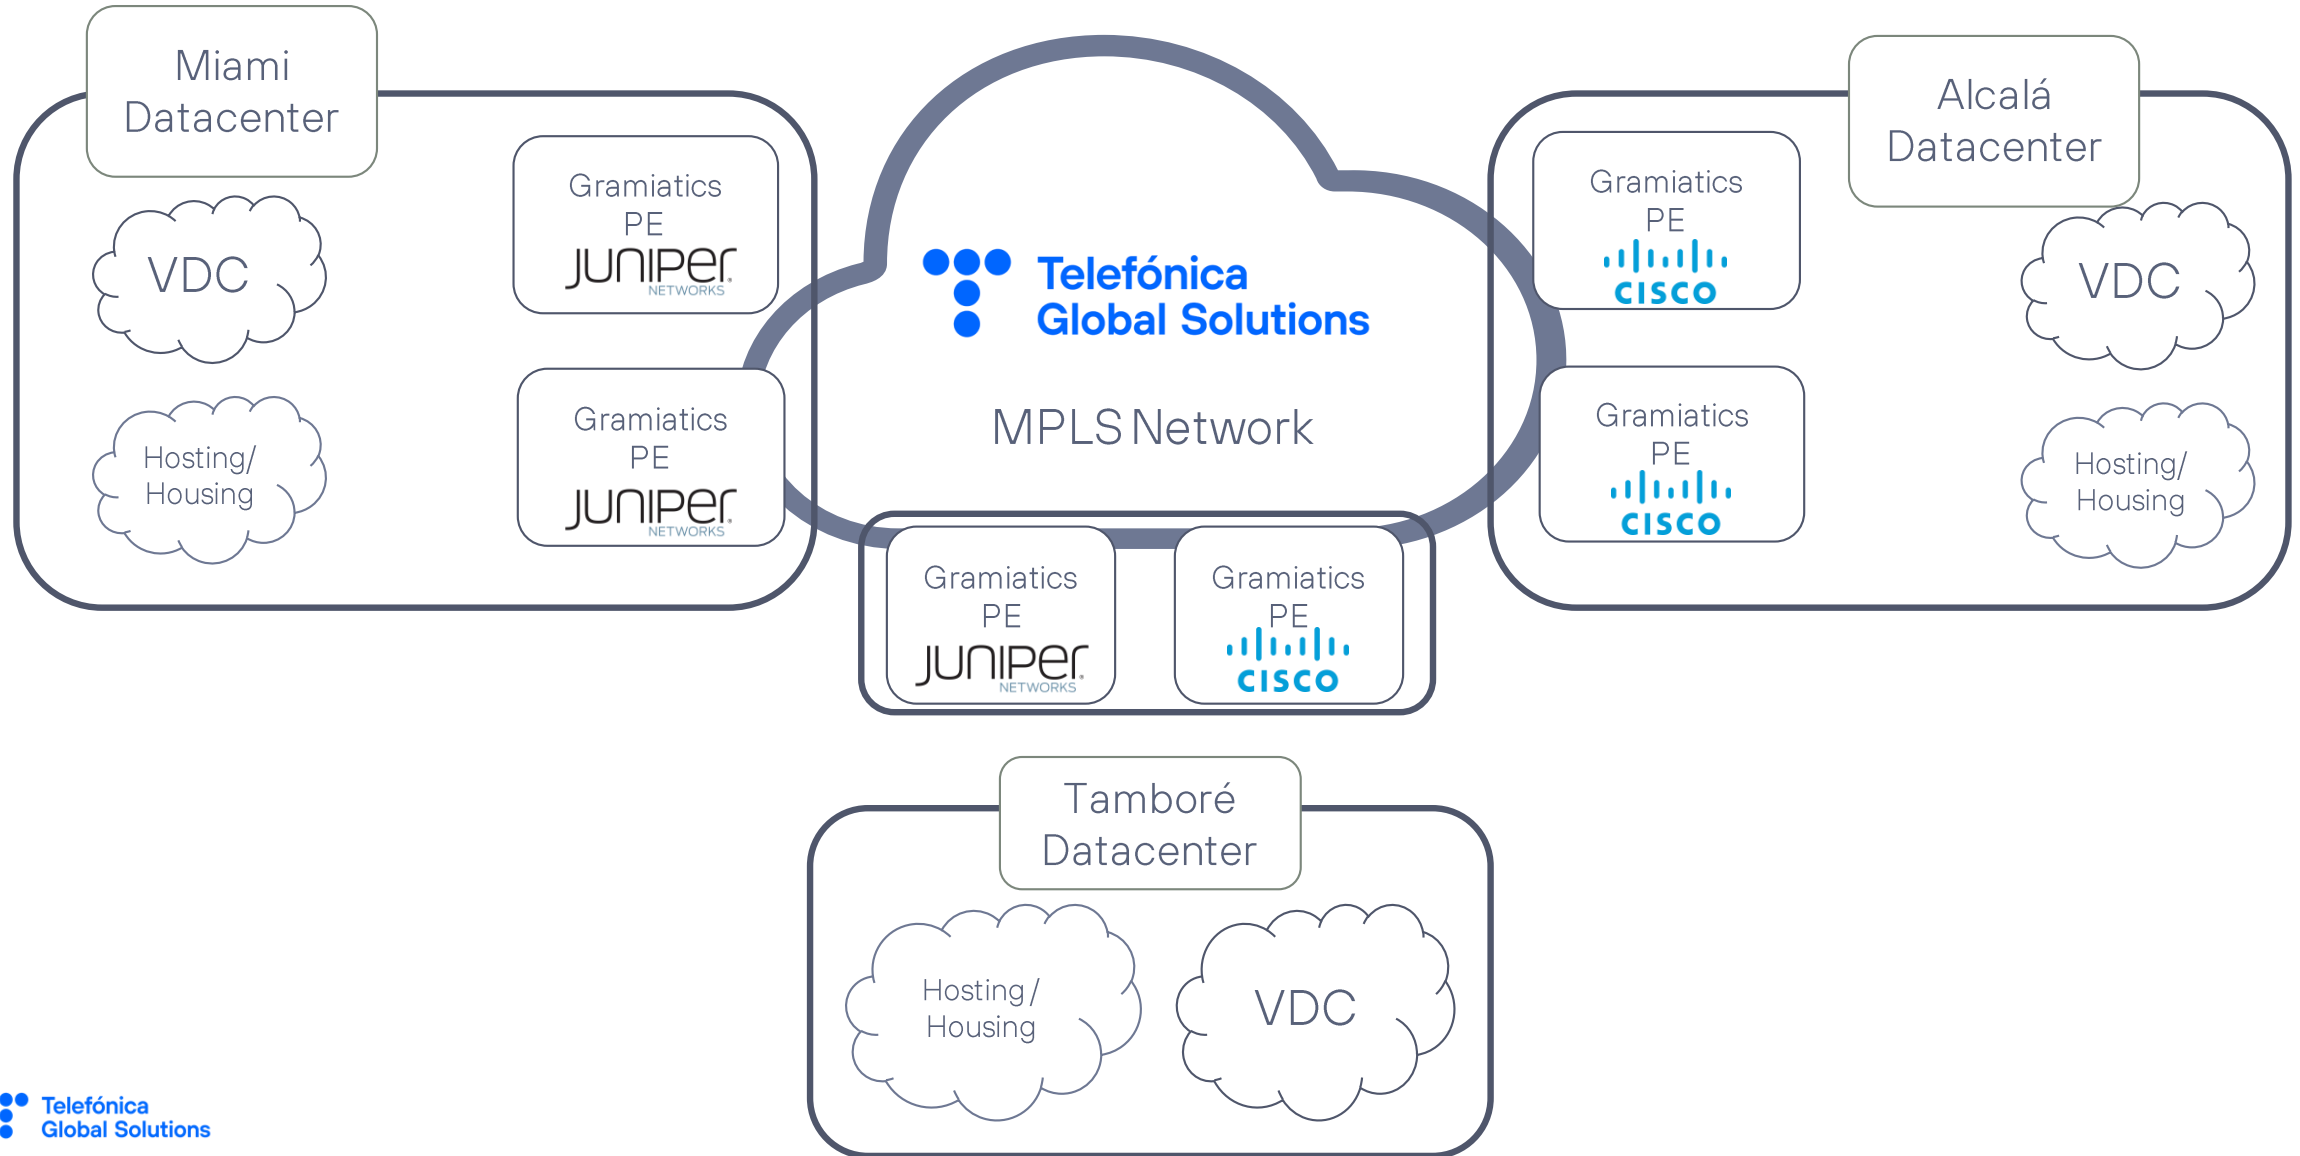 Miami
Datacenter
VDC
Hosting/
Housing
Gramiatics
PE
JUNIPer
NETWORKS
Gramiatics
PE
JUNIPer
NETWORKS
Telefónica
Global Solutions
MPLS Network
Gramiatics
PE
JUNIPer
NETWORKS
Gramiatics
PE
CISCO
Alcalá
Datacenter
Gramiatics
PE
CISCO
Gramiatics
PE
CISCO
VDC
Hosting/
Housing
Tamboré
Datacenter
Hosting/
Housing
VDC
Telefónica
Global Solutions